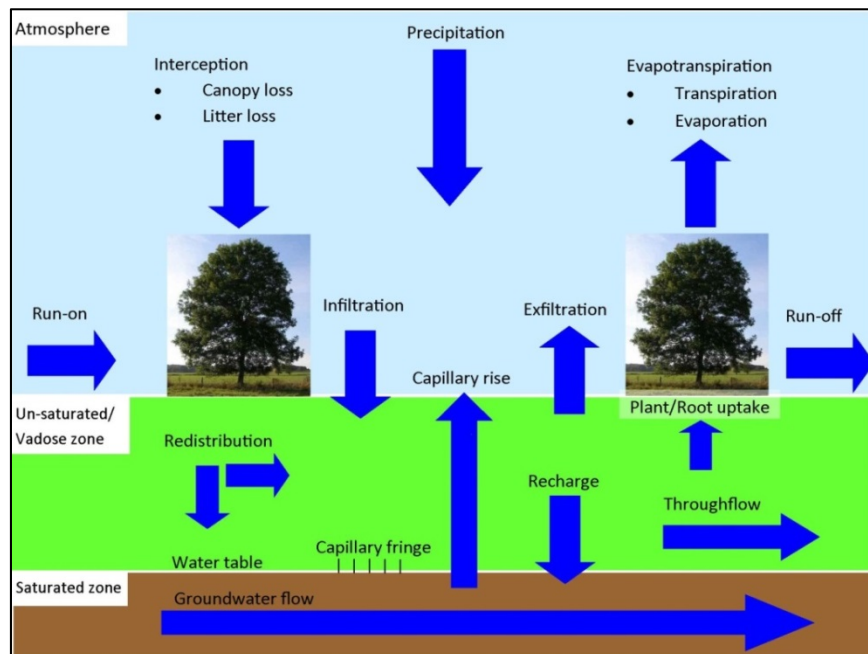 Atmosphere
Precipitation
Interception
• Canopy loss
• Litter loss
Evapotranspiration
• Transpiration
• Evaporation
Run-on
Infiltration
Exfiltration
Run-off
Capillary rise
Un-saturated/
Vadose zone
Plant/Root uptake
Redistribution
Recharge
Throughflow
Water table
Capillary fringe
Saturated zone
Groundwater flow